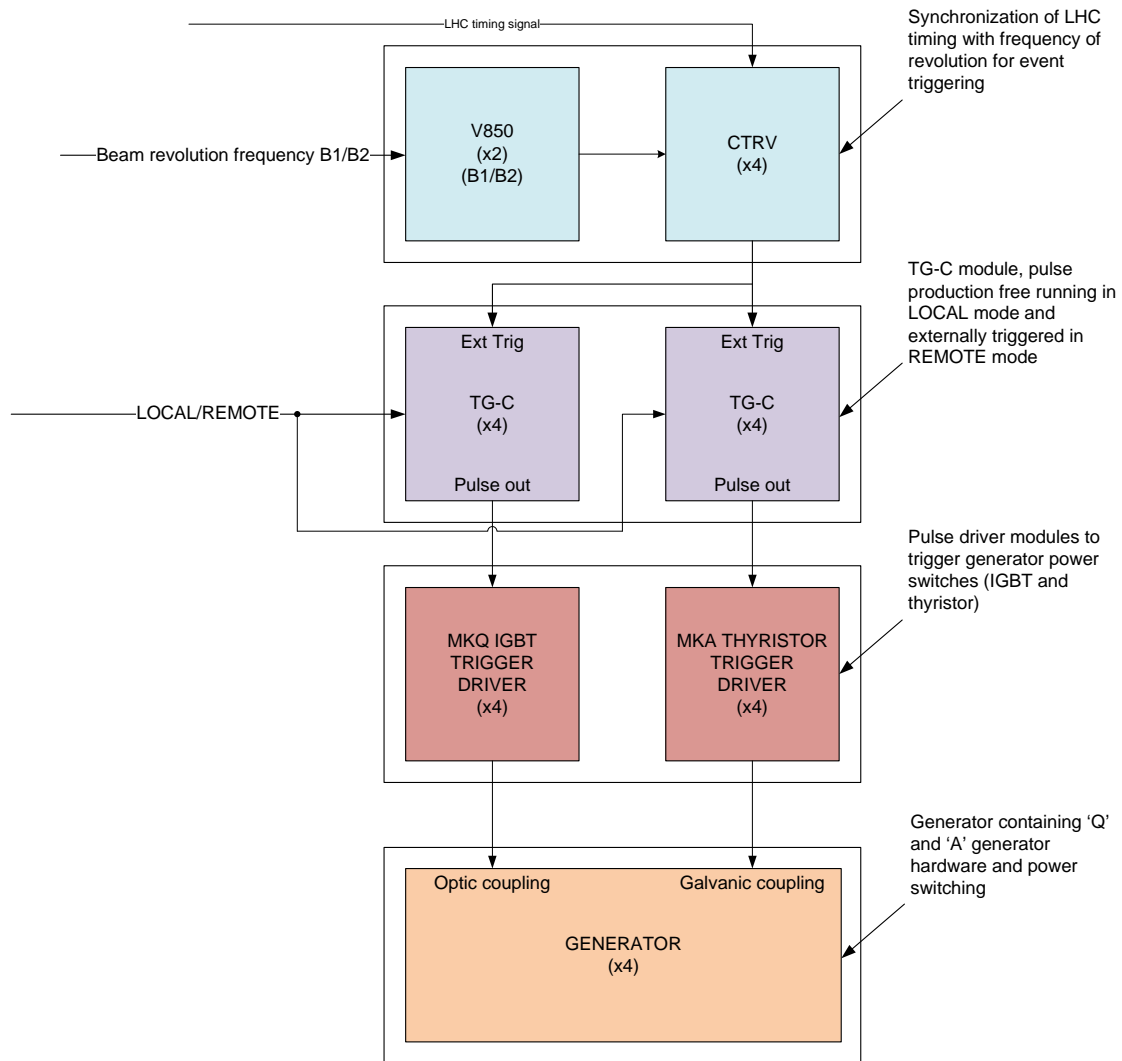 LHC timing signal
Synchronization of LHC
timing with frequency of
revolution for event
triggering
V850
(x2)
(B1/B2)
CTRV
(x4)
Beam revolution frequency B1/B2
TG-C module, pulse
production free running in
LOCAL mode and
externally triggered in
REMOTE mode
Ext Trig
Ext Trig
LOCAL/REMOTE
TG-C
(x4)
TG-C
(x4)
Pulse out
Pulse out
Pulse driver modules to
trigger generator power
switches (IGBT and
thyristor)
MKQ IGBT
TRIGGER
DRIVER
(x4)
MKA THYRISTOR
TRIGGER
DRIVER
(x4)
Generator containing ‘Q’
and ‘A’ generator
hardware and power
switching
Optic coupling
Galvanic coupling
GENERATOR
(x4)